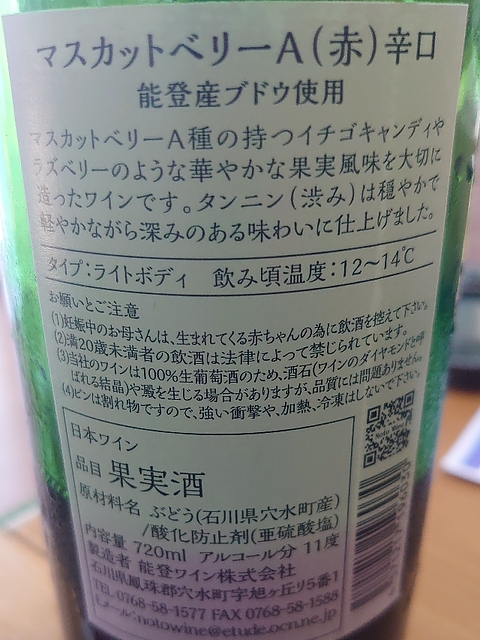 マスカットベリーA(赤)辛口
能登産ブドウ使用
マスカットベリーA種の持つイチゴキャンディや
ラズベリーのような華やかな果実風味を大切に
造ったワインです。タンニン(渋み)は穏やかで
軽やかながら深みのある味わいに仕上げました。
タイプ:ライトボディ 飲み頃温度:12〜14℃
お願いとご注意
(1)妊娠中のお母さんは、生まれてくる赤ちゃんの為に飲酒を控えて下さい。
(2)満20歳未満者の飲酒は法律によって禁じられています。
(3)当社のワインは100%生葡萄酒のため、酒石(ワインのダイヤモンドと呼
ばれる結晶)や澱を生じる場合がありますが、品質には問題ありません。
(4)ビンは割れ物ですので、強い衝撃や、加熱、冷凍はしないで下さい。
日本ワイン
品目 果実酒
原材料名 ぶどう(石川県穴水町産)
/酸化防止剤(亜硫酸塩)
内容量 720ml アルコール分 11度
製造者 能登ワイン株式会社
石川県鳳珠郡穴水町字旭ヶ丘り5番1
TEL 0768-58-1577 FAX 0768-58-1588
Eメール:notowine@etude.ocn.ne.jp